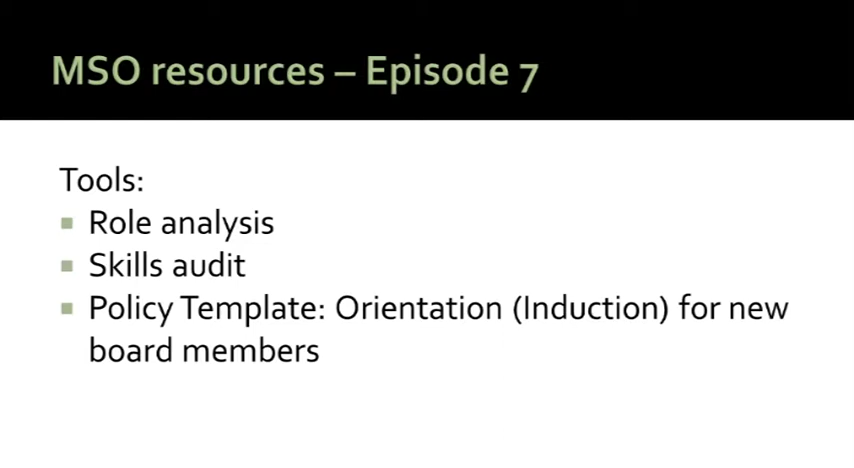 MSO resources – Episode 7
Tools:
▪ Role analysis
▪ Skills audit
▪ Policy Template: Orientation (Induction) for new
board members